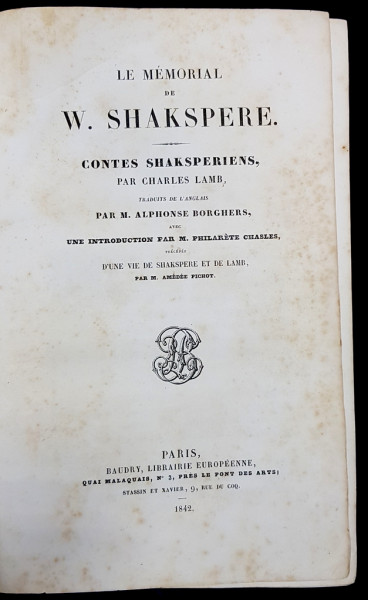 LE MÉMORIAL
DE
W. SHAKSPERE.
CONTES SHAKSPERIENS,
PAR CHARLES LAMB,
TRADUITS DE L'ANGLAIS
PAR M. ALPHONSE BORGHERS,
AVEC
UNE INTRODUCTION PAR M. PHILARÈTE CHASLES,
PRÉCÉDÉS
D'UNE VIE DE SHAKSPERE ET DE LAMB,
PAR M. AMÉDÉE PICHOT.
PARIS,
BAUDRY, LIBRAIRIE EUROPÉENNE,
QUAI MALAQUAIS, Nº 3, PRÈS LE PONT DES ARTS;
STASSIN ET XAVIER, 9, RUE DU COQ.
1842.